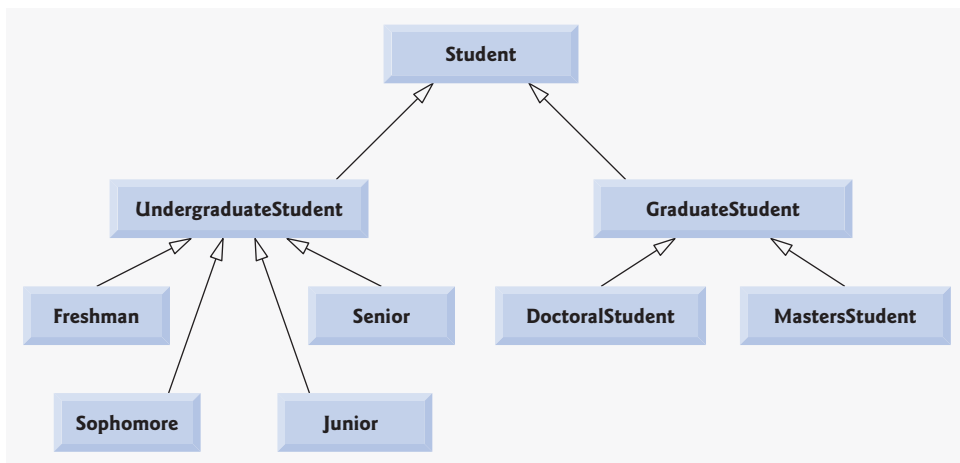 Student
UndergraduateStudent
GraduateStudent
Freshman
Senior
DoctoralStudent
MastersStudent
Sophomore
Junior